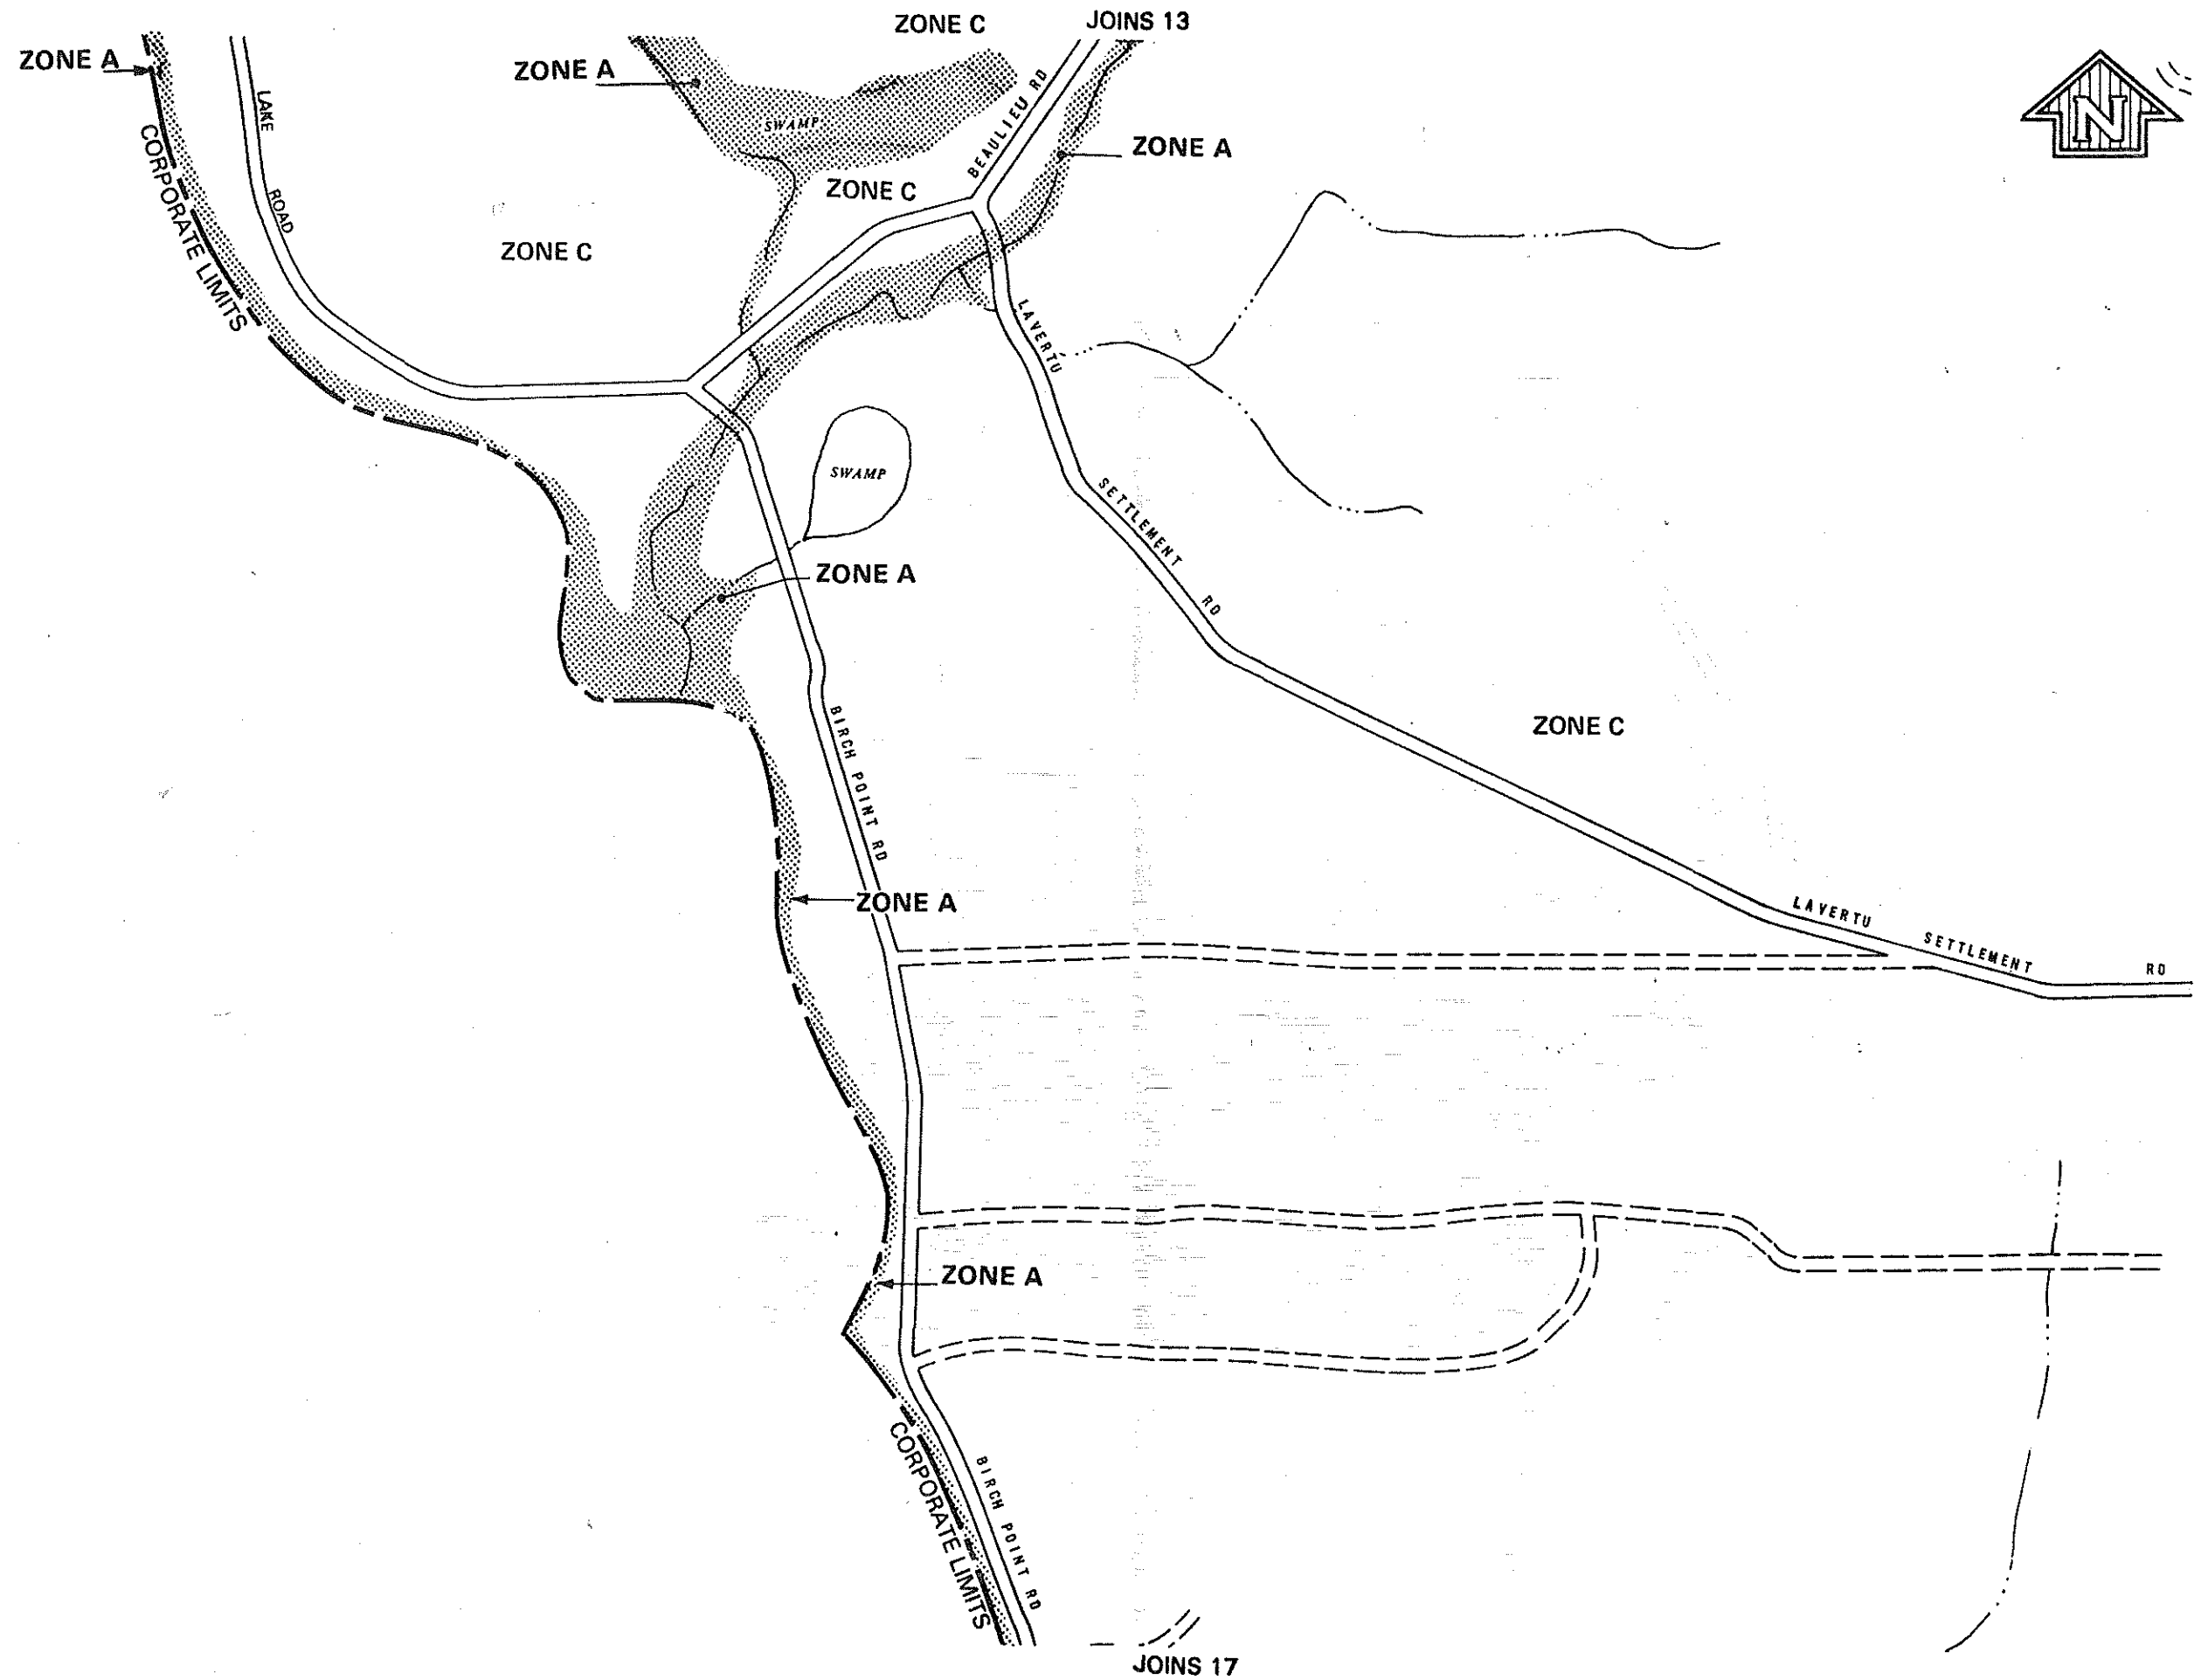 ZONE C
JOINS 13
ZONE A
ZONE A
N
LAKE
ROAD
CORPORATE LIMITS
SWAMP
BEAULIEU RD
ZONE A
ZONE C
ZONE C
LAVERTU
SWAMP
SETTLEMENT
RD
ZONE A
BIRCH POINT RD
ZONE C
ZONE A
LAVERTU
SETTLEMENT
RD
ZONE A
CORPORATE LIMITS
BIRCH POINT RD
JOINS 17